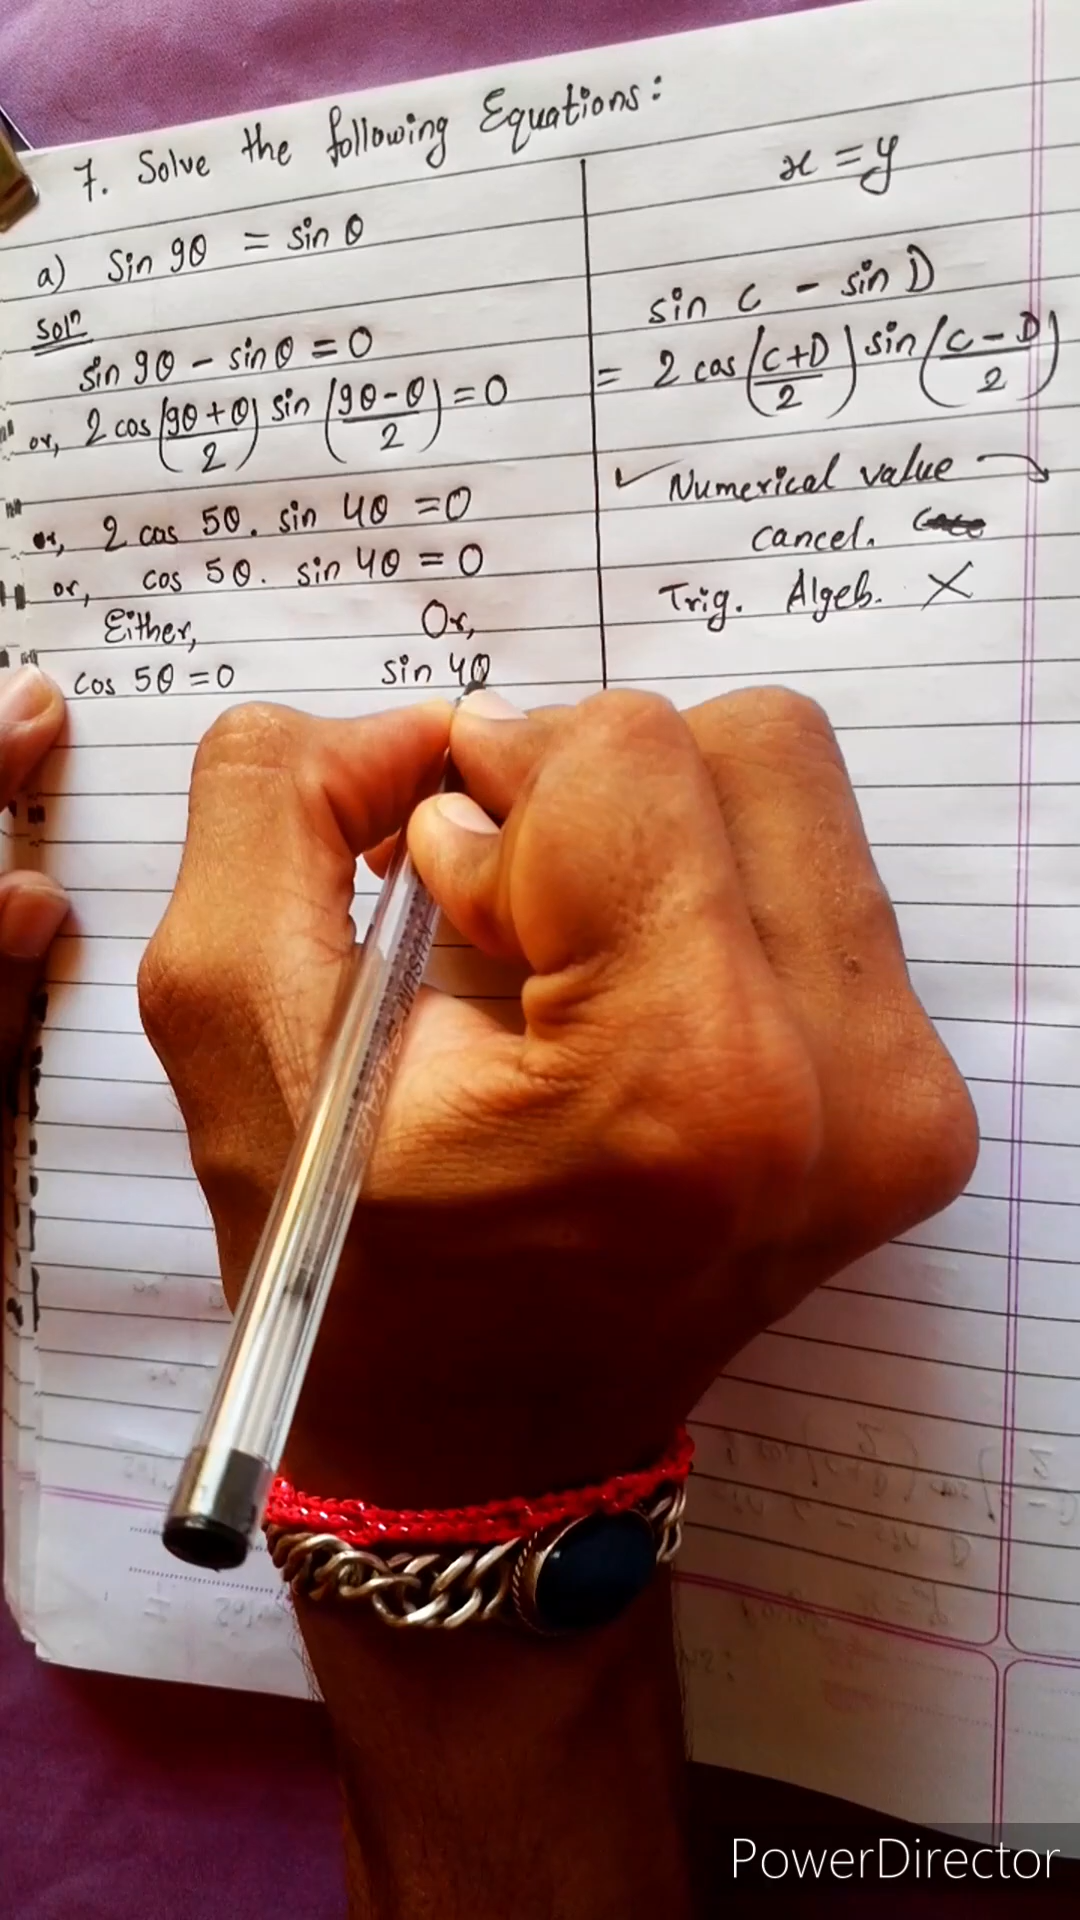 7. Solve the following Equations:
a) Sin 9θ = sin θ
Solⁿ
sin 9θ - sin θ = 0
or, 2 cos (9θ+θ/2) sin (9θ-θ/2) = 0
or, 2 cos 5θ. sin 4θ = 0
or, cos 5θ. sin 4θ = 0
Either, Or,
cos 5θ = 0 sin 4θ
x = y
sin C - sin D
= 2 cos (C+D/2) sin (C-D/2)
✓ Numerical value →
cancel.
Trig. Algeb. ✗
PowerDirector